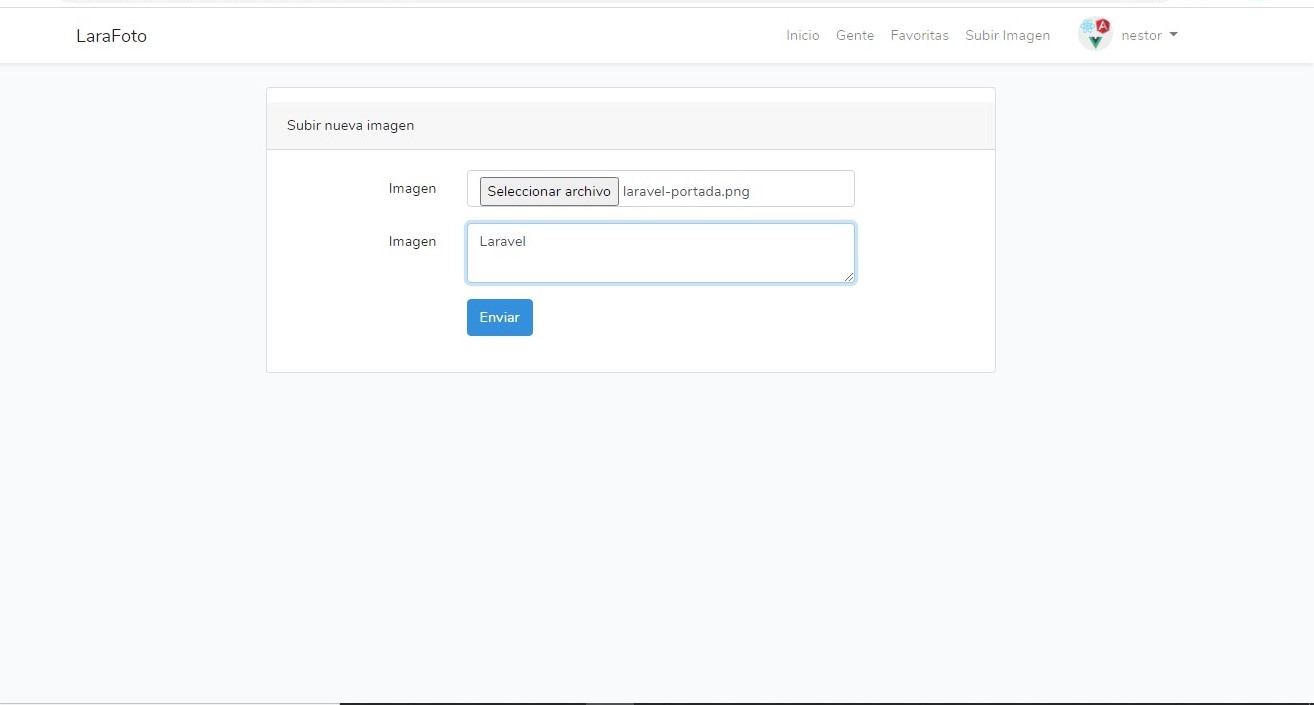 LaraFoto Inicio Gente Favoritas Subir Imagen nestor
Subir nueva imagen
Imagen Seleccionar archivo laravel-portada.png
Imagen Laravel
Enviar